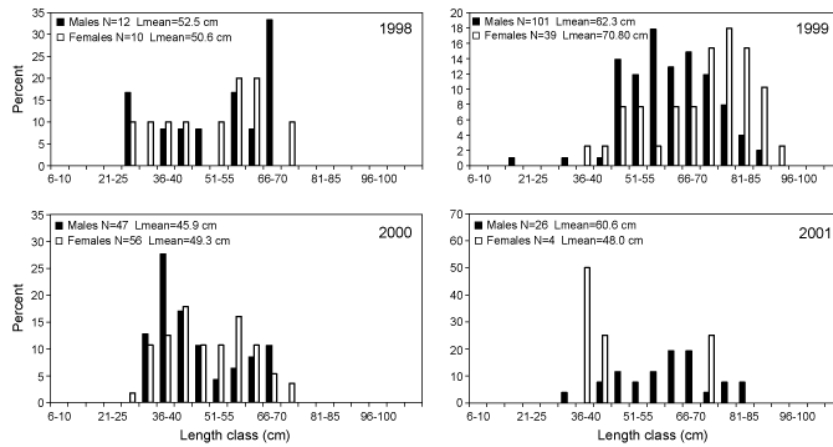 Males N=12 Lmean=52.5 cm
Females N=10 Lmean=50.6 cm
1998
35
30
25
20
15
10
5
0
Percent
6-10 21-25 36-40 51-55 66-70 81-85 96-100
Males N=101 Lmean=62.3 cm
Females N=39 Lmean=70.80 cm
1999
20
18
16
14
12
10
8
6
4
2
0
6-10 21-25 36-40 51-55 66-70 81-85 96-100
Males N=47 Lmean=45.9 cm
Females N=56 Lmean=49.3 cm
2000
35
30
25
20
15
10
5
0
Percent
6-10 21-25 36-40 51-55 66-70 81-85 96-100
Length class (cm)
Males N=26 Lmean=60.6 cm
Females N=4 Lmean=48.0 cm
2001
70
60
50
40
30
20
10
0
6-10 21-25 36-40 51-55 66-70 81-85 96-100
Length class (cm)